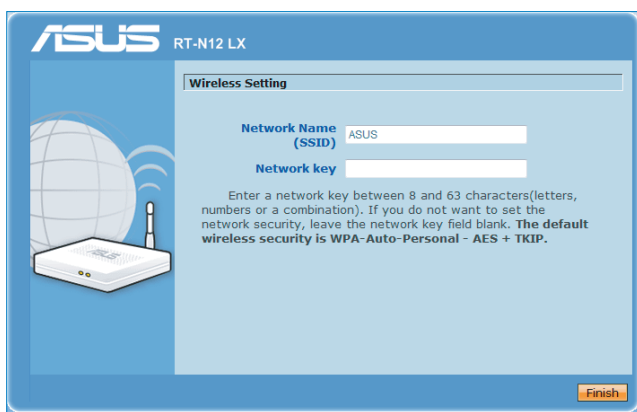 ASUS RT-N12 LX
Wireless Setting
Network Name
(SSID)
ASUS
Network key
Enter a network key between 8 and 63 characters(letters,
numbers or a combination). If you do not want to set the
network security, leave the network key field blank. The default
wireless security is WPA-Auto-Personal - AES + TKIP.
ASUS
Finish